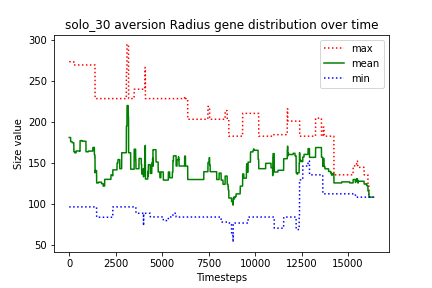 solo_30 aversion Radius gene distribution over time
300
250
200
150
100
50
Size value
max
mean
min
0
2500
5000
7500
10000
12500
15000
Timesteps